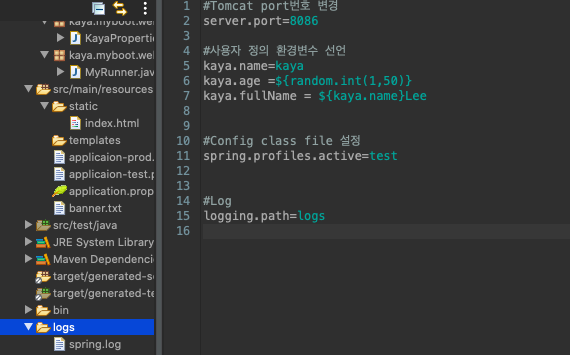 kaya.myboot.we
KayaProperti
kaya.myboot.wel
MyRunner.jav
src/main/resources
static
index.html
templates
applicaion-prod.
applicaion-test.p
application.prop
banner.txt
src/test/java
JRE System Library
Maven Dependenci
target/generated-s
target/generated-te
bin
logs
spring.log
1 #Tomcat port번호 변경
2 server.port=8086
3
4 #사용자 정의 환경변수 선언
5 kaya.name=kaya
6 kaya.age =${random.int(1,50)}
7 kaya.fullName = ${kaya.name}Lee
8
9
10 #Config class file 설정
11 spring.profiles.active=test
12
13
14 #Log
15 logging.path=logs
16